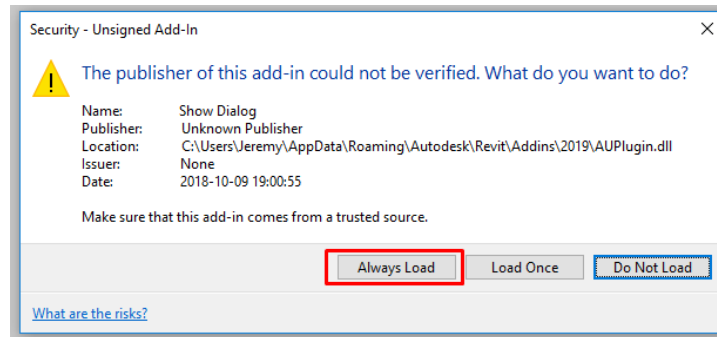 Security - Unsigned Add-In
The publisher of this add-in could not be verified. What do you want to do?
Name: Show Dialog
Publisher: Unknown Publisher
Location: C:\Users\Jeremy\AppData\Roaming\Autodesk\Revit\Addins\2019\AUPlugin.dll
Issuer: None
Date: 2018-10-09 19:00:55
Make sure that this add-in comes from a trusted source.
Always Load Load Once Do Not Load
What are the risks?